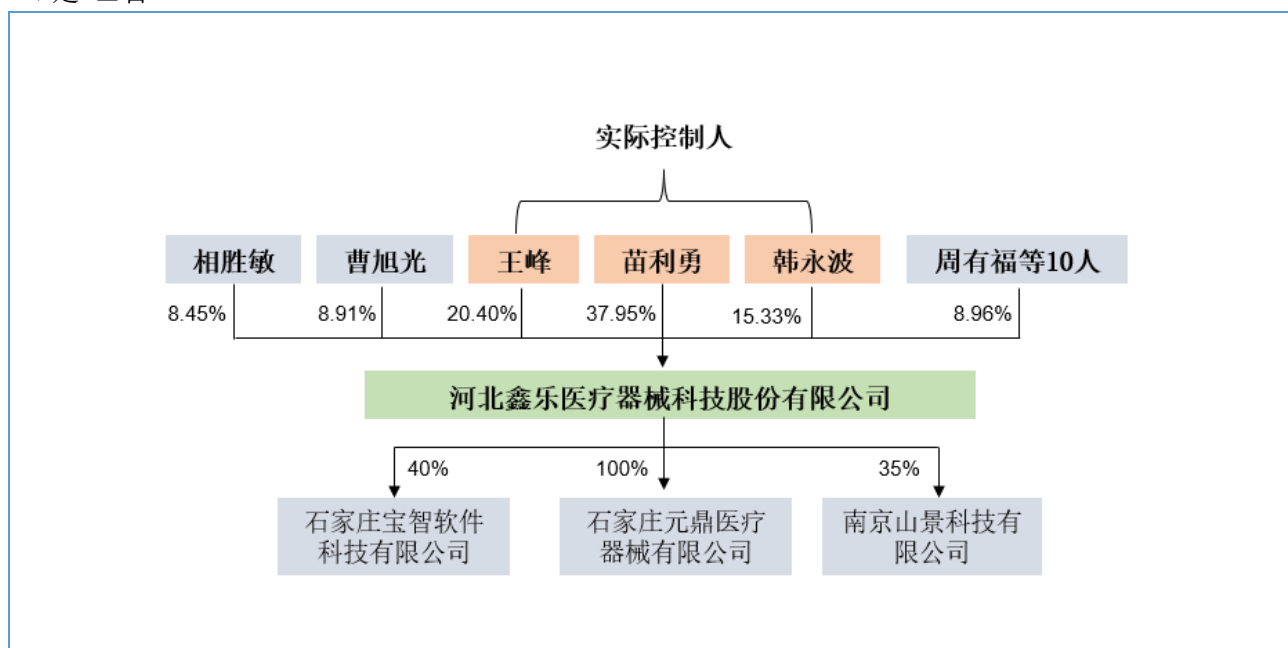 实际控制人
相胜敏
曹旭光
王峰
苗利勇
韩永波
周有福等10人
8.45%
8.91%
20.40%
37.95%
15.33%
8.96%
河北鑫乐医疗器械科技股份有限公司
40%
100%
35%
石家庄宝智软件
科技有限公司
石家庄元鼎医疗
器械有限公司
南京山景科技有
限公司